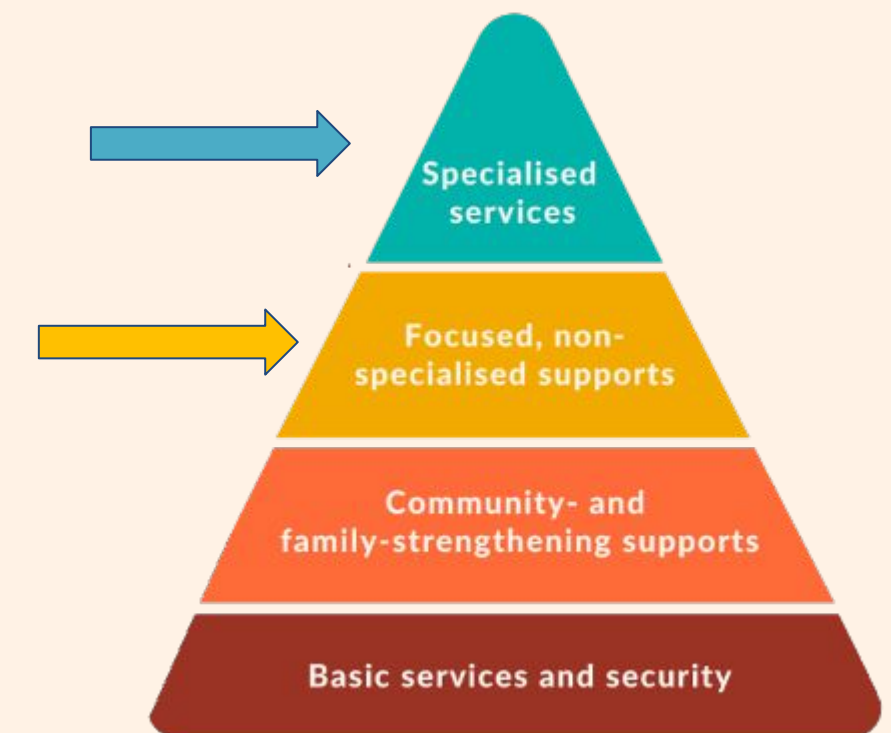 Specialised
services
Focused, non-
specialised supports
Community- and
family-strengthening supports
Basic services and security